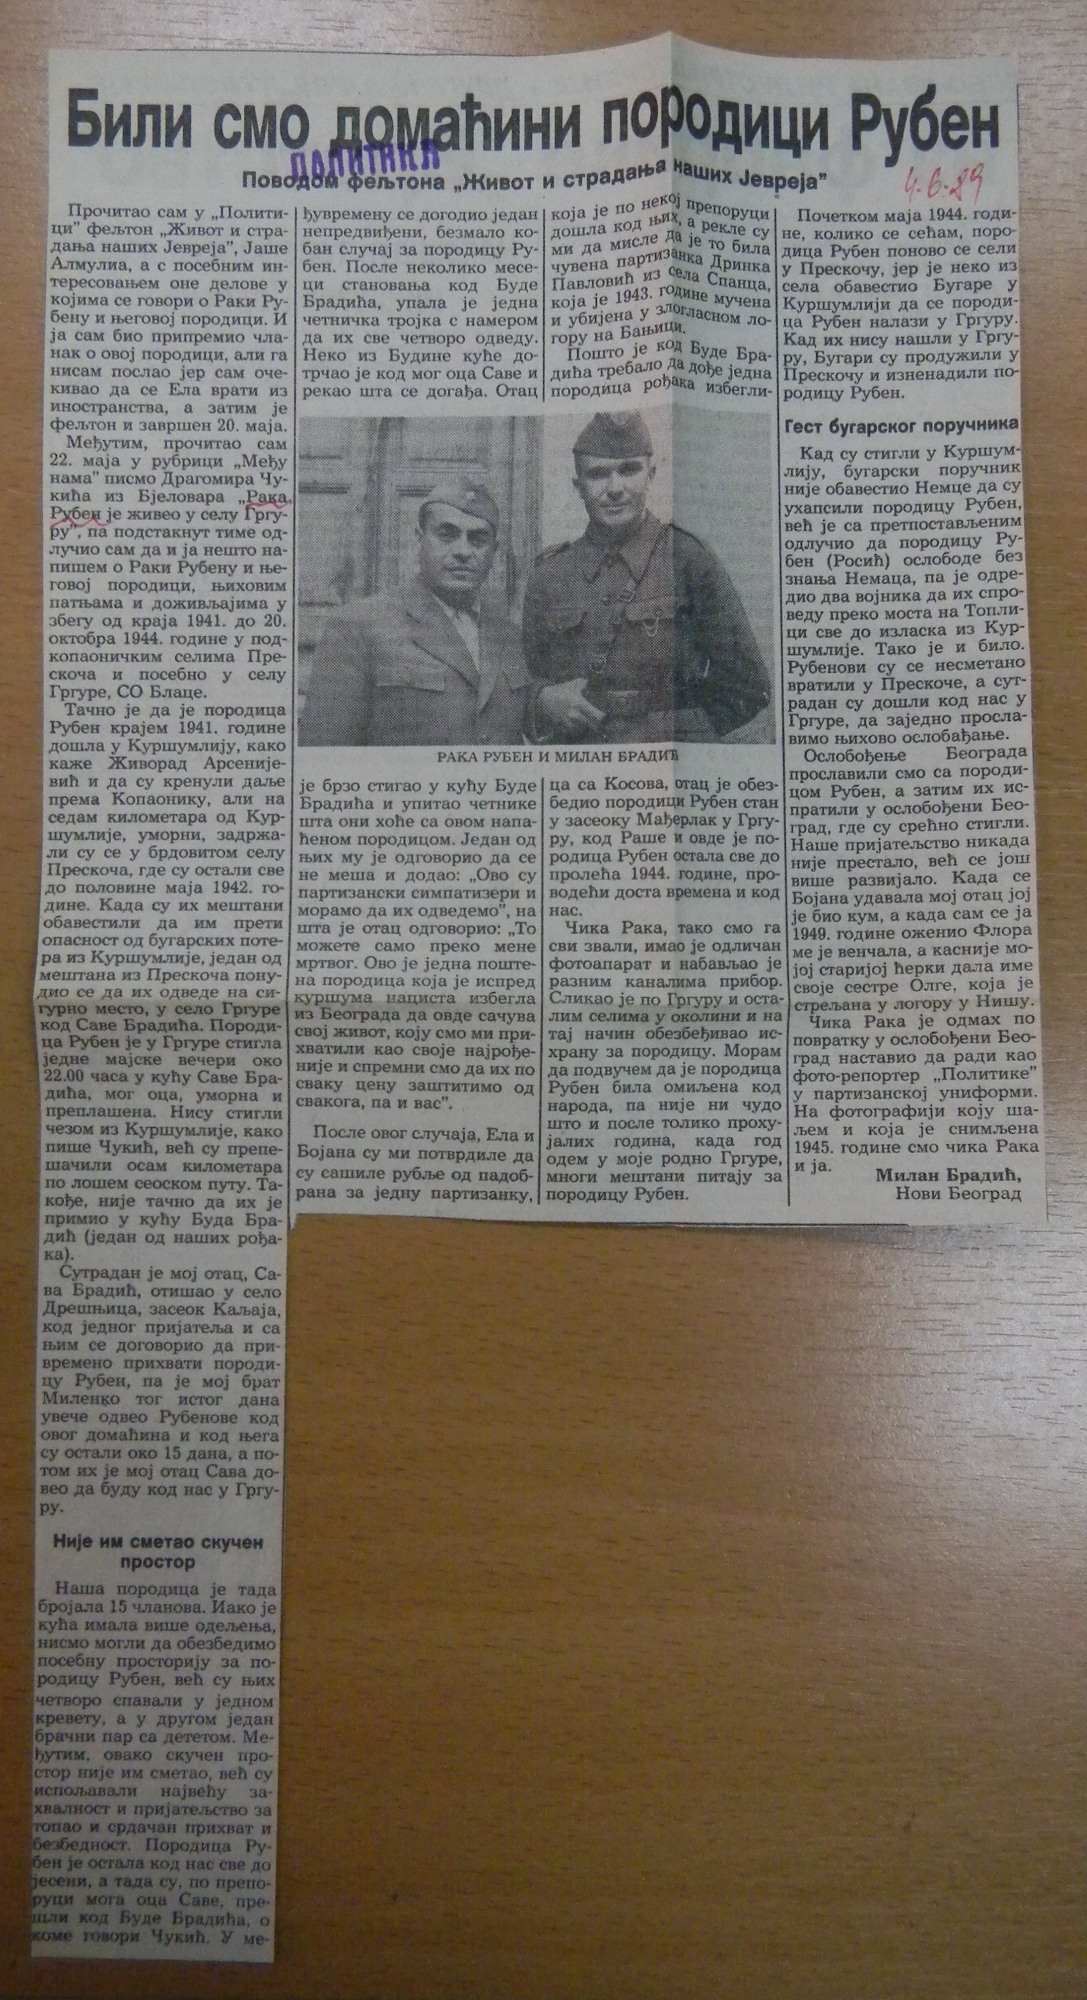 Били смо домаћини породици Рубен
ПОЛИТИКА
Поводом фељтона „Живот и страдања наших Јевреја”
4.6.89
Прочитао сам у „Полити-
ци” фељтон „Живот и стра-
дања наших Јевреја”, Јаше
Алмулиа, а с посебним ин-
тересовањем оне делове у
којима се говори о Раки Ру-
бену и његовој породици. И
ја сам био припремио чла-
нак о овој породици, али га
нисам послао јер сам оче-
кивао да се Ела врати из
иностранства, а затим је
фељтон и завршен 20. маја.
Међутим, прочитао сам
22. маја у рубрици „Међу
нама” писмо Драгомира Чу-
кића из Бјеловара „Рака
Рубен је живео у селу Гргу-
ру”, па подстакнут тиме од-
лучио сам да и ја нешто на-
пишем о Раки Рубену и ње-
говој породици, њиховим
патњама и доживљајима у
збегу од краја 1941. до 20.
октобра 1944. године у под-
копаоничким селима Пре-
скоча и посебно у селу
Гргуре, СО Блаце.
Тачно је да је породица
Рубен крајем 1941. године
дошла у Куршумлију, како
каже Живорад Арсеније-
вић и да су кренули даље
према Копаонику, али на
седам километара од Кур-
шумлије, уморни, задржа-
ли су се у брдовитом селу
Прескоча, где су остали све
до половине маја 1942. го-
дине. Када су их мештани
обавестили да им прети
опасност од бугарских поте-
ра из Куршумлије, један од
мештана из Прескоча пону-
дио се да их одведе на си-
гурно место, у село Гргуре
код Саве Брадића. Породи-
ца Рубен је у Гргуре стигла
једне мајске вечери око
22.00 часа у кућу Саве Бра-
дића, мог оца, уморна и
преплашена. Нису стигли
чезом из Куршумлије, како
пише Чукић, већ су препе-
шачили осам километара
по лошем сеоском путу. Та-
кође, није тачно да их је
примио у кућу Буда Бра-
дић (један од наших рођа-
ка).
Сутрадан је мој отац, Са-
ва Брадић, отишао у село
Дрешњица, засеок Каљаја,
код једног пријатеља и са
њим се договорио да при-
времено прихвати породи-
цу Рубен, па је мој брат
Миленко тог истог дана
увече одвео Рубенове код
овог домаћина и код њега
су остали око 15 дана, а по-
том их је мој отац Сава до-
вео да буду код нас у Гргу-
ру.
Није им сметао скучен
простор
Наша породица је тада
бројала 15 чланова. Иако је
кућа имала више одељења,
нисмо могли да обезбедимо
посебну просторију за по-
родицу Рубен, већ су њих
четворо спавали у једном
кревету, а у другом један
брачни пар са дететом. Ме-
ђутим, овако скучен про-
стор није им сметао, већ су
испољавали највећу за-
хвалност и пријатељство за
топао и срдачан прихват и
безбедност. Породица Ру-
бен је остала код нас све до
јесени, а тада су, по препо-
руци мога оца Саве, пре-
шли код Буде Брадића, о
коме говори Чукић. У ме-
ђувремену се догодио један
непредвиђени, безмало ко-
бан случај за породицу Ру-
бен. После неколико месе-
ци становања код Буде
Брадића, упала је једна
четничка тројка с намером
да их све четворо одведу.
Неко из Будине куће до-
трчао је код мог оца Саве и
рекао шта се догађа. Отац
РАКА РУБЕН И МИЛАН БРАДИЋ
је брзо стигао у кућу Буде
Брадића и упитао четнике
шта они хоће са овом напа-
ћеном породицом. Један од
њих му је одговорио да се
не меша и додао: „Ово су
партизански симпатизери и
морамо да их одведемо”, на
шта је отац одговорио: „То
можете само преко мене
мртвог. Ово је једна поште-
на породица која је испред
куршума нациста избегла
из Београда да овде сачува
свој живот, коју смо ми при-
хватили као своје најрође-
није и спремни смо да их по
сваку цену заштитимо од
свакога, па и вас”.
После овог случаја, Ела и
Бојана су ми потврдиле да
су сашиле рубље од падо-
брана за једну партизанку,
која је по некој препоруци
дошла код њих, а рекле су
ми да мисле да је то била
чувена партизанка Дринка
Павловић из села Спанца,
која је 1943. године мучена
и убијена у злогласном ло-
гору на Бањици.
Пошто је код Буде Бра-
дића требало да дође једна
породица рођака избегли-
ца са Косова, отац је обез-
бедио породици Рубен стан
у засеоку Мађерлак у Гргу-
ру, код Раше и овде је по-
родица Рубен остала све до
пролећа 1944. године, про-
водећи доста времена и код
нас.
Чика Рака, тако смо га
сви звали, имао је одличан
фотоапарат и набављао је
разним каналима прибор.
Сликао је по Гргуру и оста-
лим селима у околини и на
тај начин обезбеђивао ис-
храну за породицу. Морам
да подвучем да је породица
Рубен била омиљена код
народа, па није ни чудо
што и после толико прохy-
јалих година, када год
одем у моје родно Гргуре,
многи мештани питају за
породицу Рубен.
Почетком маја 1944. годи-
не, колико се сећам, поро-
дица Рубен поново се сели
у Прескочу, јер је неко из
села обавестио Бугаре у
Куршумлији да се породи-
ца Рубен налази у Гргуру.
Кад их нису нашли у Гргу-
ру, Бугари су продужили у
Прескочу и изненадили по-
родицу Рубен.
Гест бугарског поручника
Кад су стигли у Куршум-
лију, бугарски поручник
није обавестио Немце да су
ухапсили породицу Рубен,
већ је са претпостављеним
одлучио да породицу Ру-
бен (Росић) ослободе без
знања Немаца, па је одре-
дио два војника да их спро-
веду преко моста на Топли-
ци све до изласка из Кур-
шумлије. Тако је и било.
Рубенови су се несметано
вратили у Прескоче, а сут-
радан су дошли код нас у
Гргуре, да заједно просла-
вимо њихово ослобађање.
Ослобођење Београда
прославили смо са породи-
цом Рубен, а затим их ис-
пратили у ослобођени Бео-
град, где су срећно стигли.
Наше пријатељство никада
није престало, већ се још
више развијало. Када се
Бојана удавала мој отац јој
је био кум, а када сам се ја
1949. године оженио Флора
ме је венчала, а касније мо-
јој старијој ћерки дала име
своје сестре Олге, која је
стрељана у логору у Нишу.
Чика Рака је одмах по
повратку у ослобођени Бео-
град наставио да ради као
фото-репортер „Политике”
у партизанској униформи.
На фотографији коју ша-
љем и која је снимљена
1945. године смо чика Рака
и ја.
Милан Брадић,
Нови Београд